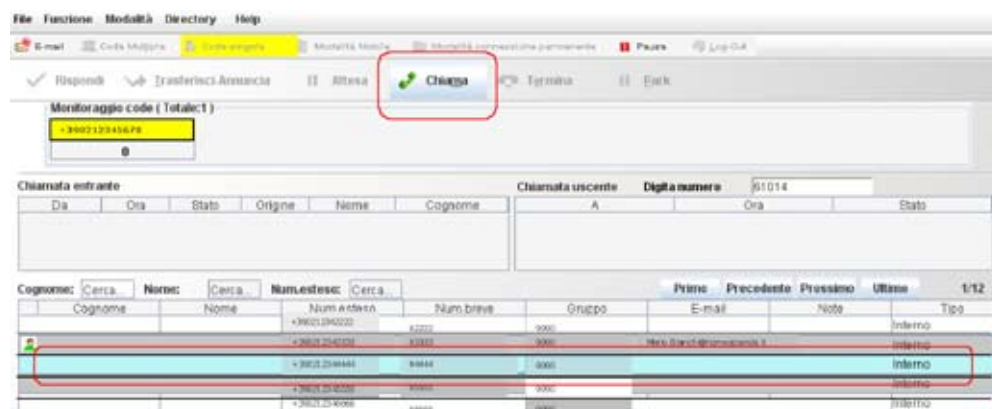 File Funzione Modalità Directory Help
E-mail Coda Multipla Coda singola Modalità Notturna Modalità connessione permanente Pausa Log-Out
Rispondi Trasferisci Annuncia Attesa Chiama Termina Park
Monitoraggio code ( Totale:1 )
+390212345678
0
Chiamata entrante Chiamata uscente Digita numero 61014
Da Ora Stato Origine Nome Cognome A Ora Stato
Cognome: Cerca... Nome: Cerca... Num.esteso: Cerca... Primo Precedente Prossimo Ultimo 1/12
Cognome Nome Num.esteso Num.breve Gruppo E-mail Note Tipo
Interno
Interno
Interno
Interno
Interno